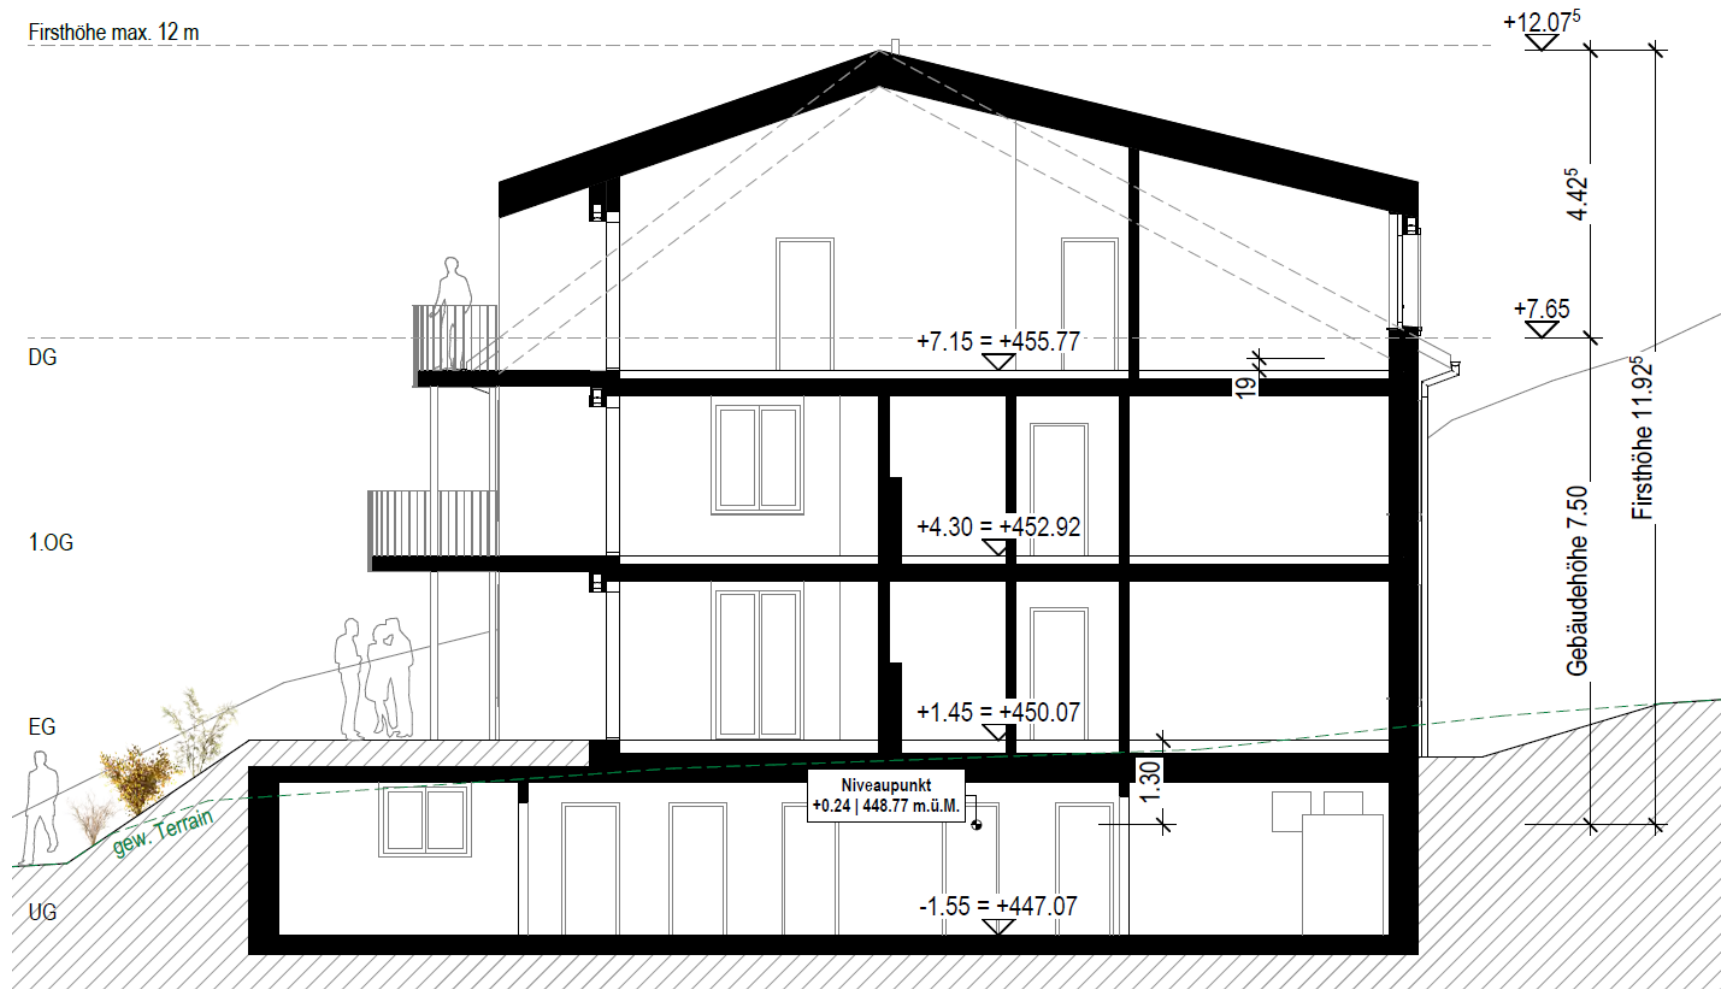 Firsthöhe max. 12 m
+12.07⁵
4.42⁵
+7.65
DG
+7.15 = +455.77
19
Firsthöhe 11.92⁵
Gebäudehöhe 7.50
1.OG
+4.30 = +452.92
EG
+1.45 = +450.07
1.30
Niveaupunkt
+0.24 | 448.77 m.ü.M.
gew. Terrain
UG
-1.55 = +447.07